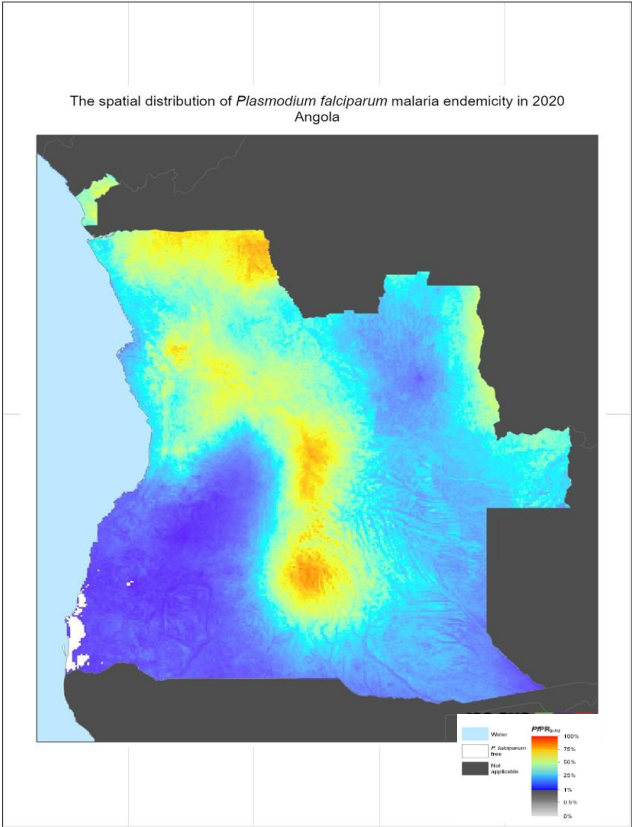 The spatial distribution of Plasmodium falciparum malaria endemicity in 2020
Angola
Water
P. falciparum
free
Not
applicable
100%
75%
50%
25%
1%
0.5%
0%